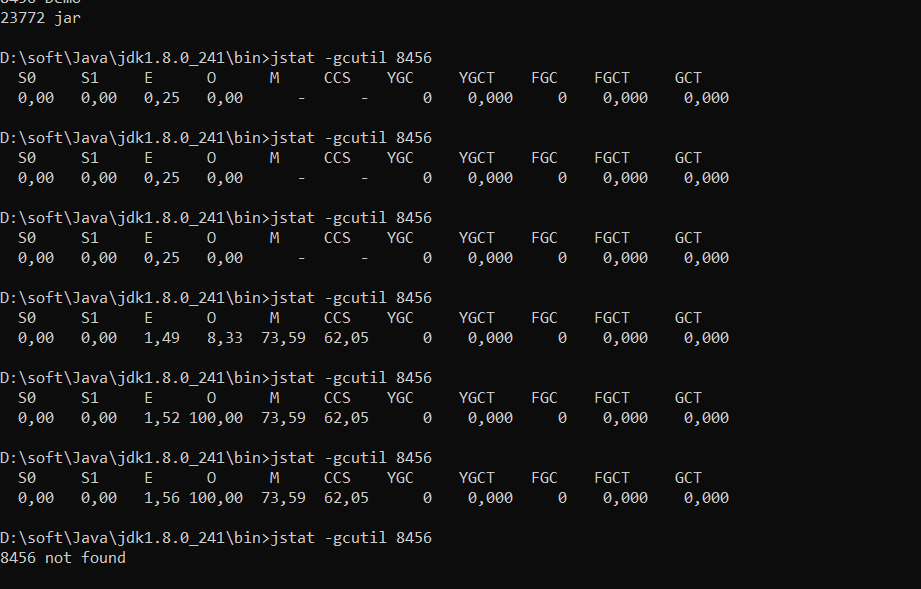 8456 Demo
23772 jar
D:\soft\Java\jdk1.8.0_241\bin>jstat -gcutil 8456
S0 S1 E O M CCS YGC YGCT FGC FGCT GCT
0,00 0,00 0,25 0,00 - - 0 0,000 0 0,000 0,000
D:\soft\Java\jdk1.8.0_241\bin>jstat -gcutil 8456
S0 S1 E O M CCS YGC YGCT FGC FGCT GCT
0,00 0,00 0,25 0,00 - - 0 0,000 0 0,000 0,000
D:\soft\Java\jdk1.8.0_241\bin>jstat -gcutil 8456
S0 S1 E O M CCS YGC YGCT FGC FGCT GCT
0,00 0,00 0,25 0,00 - - 0 0,000 0 0,000 0,000
D:\soft\Java\jdk1.8.0_241\bin>jstat -gcutil 8456
S0 S1 E O M CCS YGC YGCT FGC FGCT GCT
0,00 0,00 1,49 8,33 73,59 62,05 0 0,000 0 0,000 0,000
D:\soft\Java\jdk1.8.0_241\bin>jstat -gcutil 8456
S0 S1 E O M CCS YGC YGCT FGC FGCT GCT
0,00 0,00 1,52 100,00 73,59 62,05 0 0,000 0 0,000 0,000
D:\soft\Java\jdk1.8.0_241\bin>jstat -gcutil 8456
S0 S1 E O M CCS YGC YGCT FGC FGCT GCT
0,00 0,00 1,56 100,00 73,59 62,05 0 0,000 0 0,000 0,000
D:\soft\Java\jdk1.8.0_241\bin>jstat -gcutil 8456
8456 not found